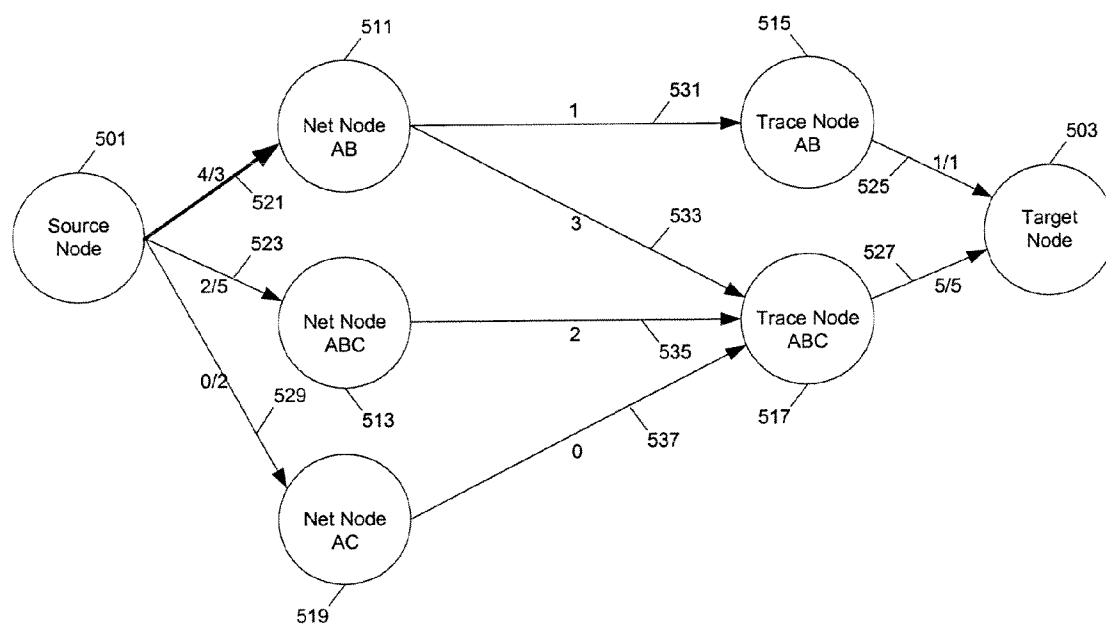 511
515
531
1
Net Node
AB
Trace Node
AB
501
503
4/3
521
525
1/1
Source
Node
523
3
533
Target
Node
527
2/5
5/5
Net Node
ABC
2
535
Trace Node
ABC
0/2
529
513
517
537
0
Net Node
AC
519